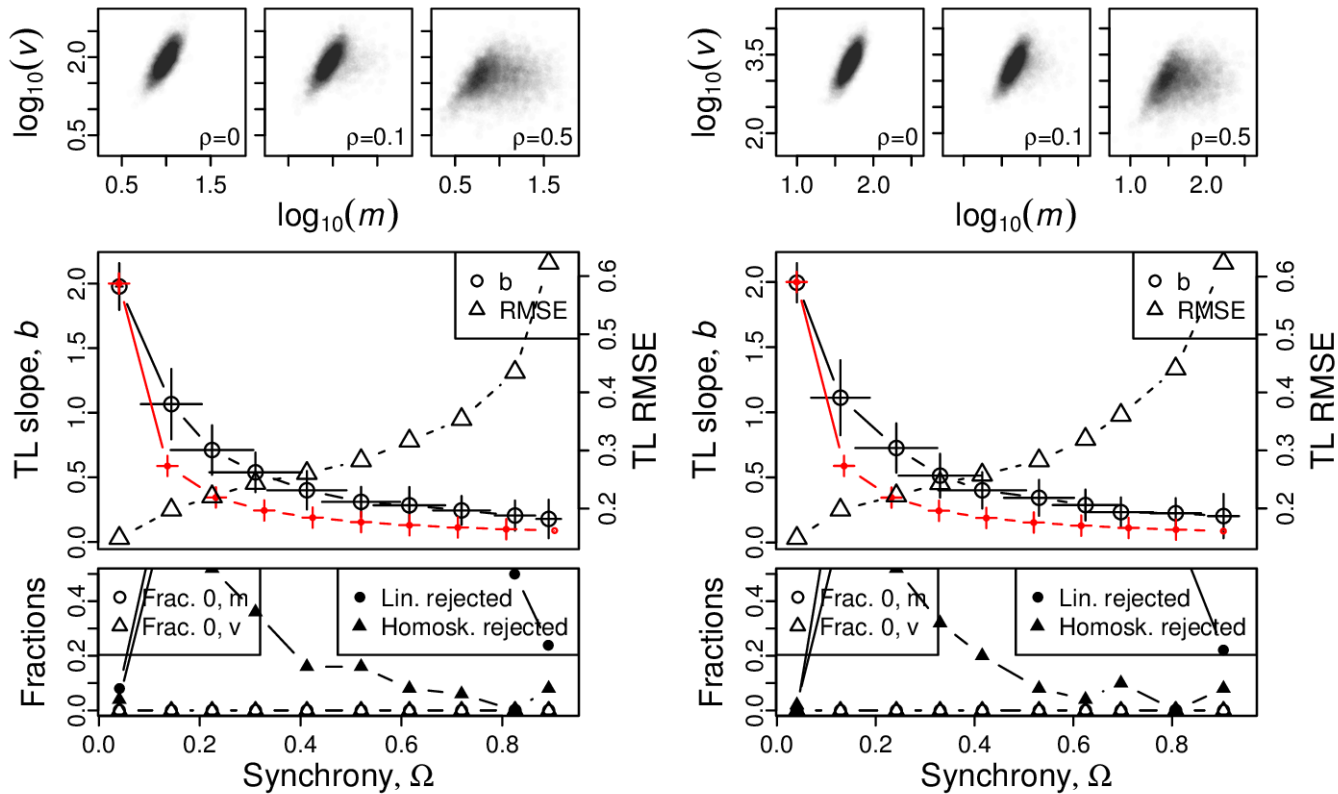 log₁₀(v)
0.5
2.0
ρ=0
ρ=0.1
ρ=0.5
0.5
1.5
0.5
1.5
log₁₀(m)
log₁₀(v)
2.0
3.5
ρ=0
ρ=0.1
ρ=0.5
1.0
2.0
1.0
2.0
log₁₀(m)
TL slope, b
0.0
0.5
1.0
1.5
2.0
b
RMSE
0.2
0.3
0.4
0.5
0.6
TL RMSE
TL slope, b
0.0
0.5
1.0
1.5
2.0
b
RMSE
0.2
0.3
0.4
0.5
0.6
TL RMSE
Fractions
0.0
0.2
0.4
Frac. 0, m
Frac. 0, v
Lin. rejected
Homosk. rejected
0.0
0.2
0.4
0.6
0.8
Synchrony, Ω
Fractions
0.0
0.2
0.4
Frac. 0, m
Frac. 0, v
Lin. rejected
Homosk. rejected
0.0
0.2
0.4
0.6
0.8
Synchrony, Ω